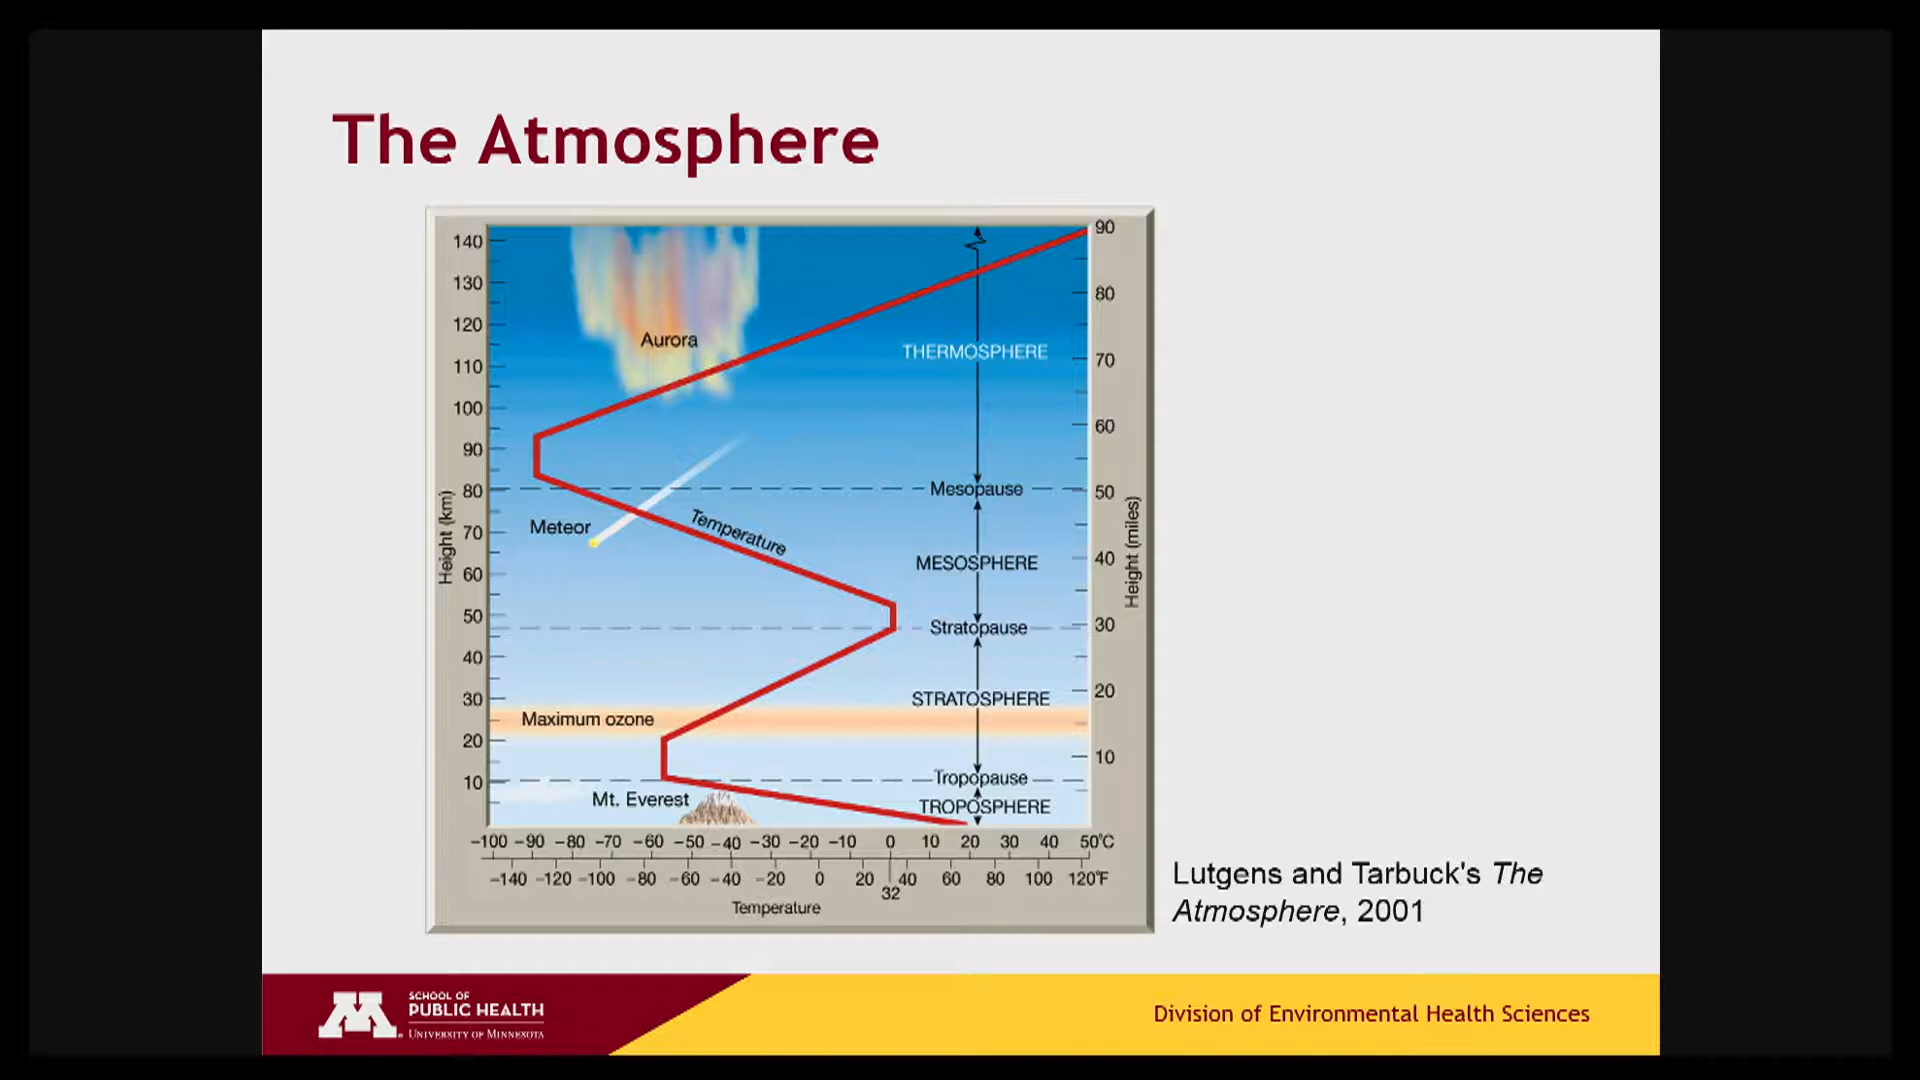 The Atmosphere
140
130
120
110
100
90
80
70
60
50
40
30
20
10
Height (km)
90
80
70
60
50
40
30
20
10
Height (miles)
Aurora
THERMOSPHERE
Mesopause
Meteor
Temperature
MESOSPHERE
Stratopause
STRATOSPHERE
Maximum ozone
Tropopause
Mt. Everest
TROPOSPHERE
-100 -90 -80 -70 -60 -50 -40 -30 -20 -10 0 10 20 30 40 50°C
-140 -120 -100 -80 -60 -40 -20 0 20 40 60 80 100 120°F
32
Temperature
Lutgens and Tarbuck's The
Atmosphere, 2001
M
SCHOOL OF
PUBLIC HEALTH
UNIVERSITY OF MINNESOTA
Division of Environmental Health Sciences